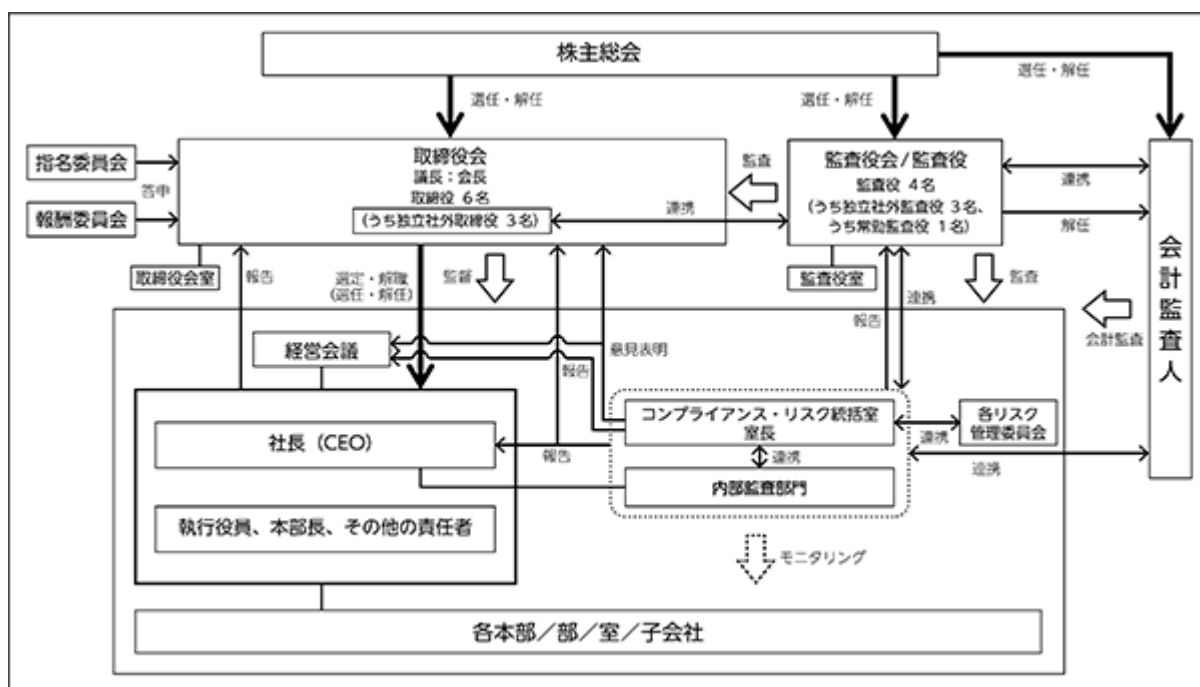 株主総会
選任・解任
選任・解任
選任・解任
指名委員会
答申
報酬委員会
取締役会
議長：会長
取締役 6名
（うち独立社外取締役 3名）
監査
連携
監査役会/監査役
監査役 4名
（うち独立社外監査役 3名、
うち常勤監査役 1名）
連携
解任
会計監査人
取締役会室
報告
選定・解職
（選任・解任）
監督
監査役室
連携
報告
監査
会計監査
経営会議
意見表明
報告
社長（CEO）
報告
コンプライアンス・リスク統括室
室長
連携
内部監査部門
連携
各リスク
管理委員会
連携
執行役員、本部長、その他の責任者
モニタリング
各本部／部／室／子会社